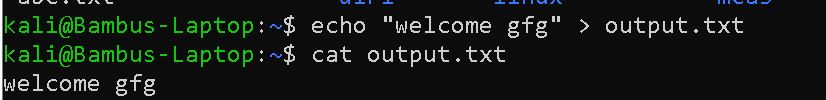 kali@Bambus-Laptop:~$ echo "welcome gfg" > output.txt
kali@Bambus-Laptop:~$ cat output.txt
welcome gfg